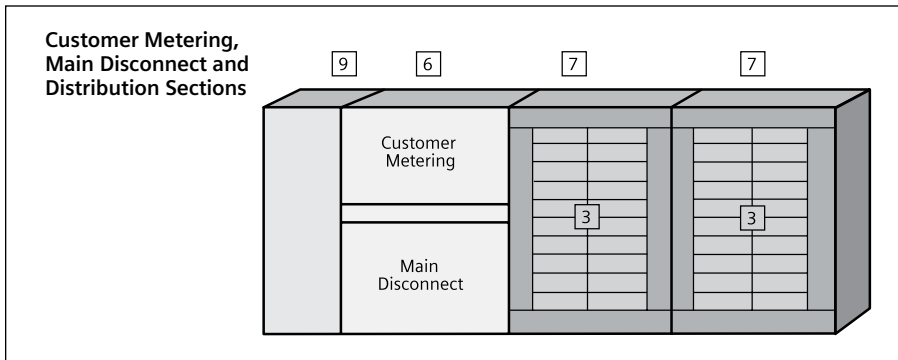 Customer Metering,
Main Disconnect and
Distribution Sections
9 6 7 7
Customer
Metering
3 3
Main
Disconnect